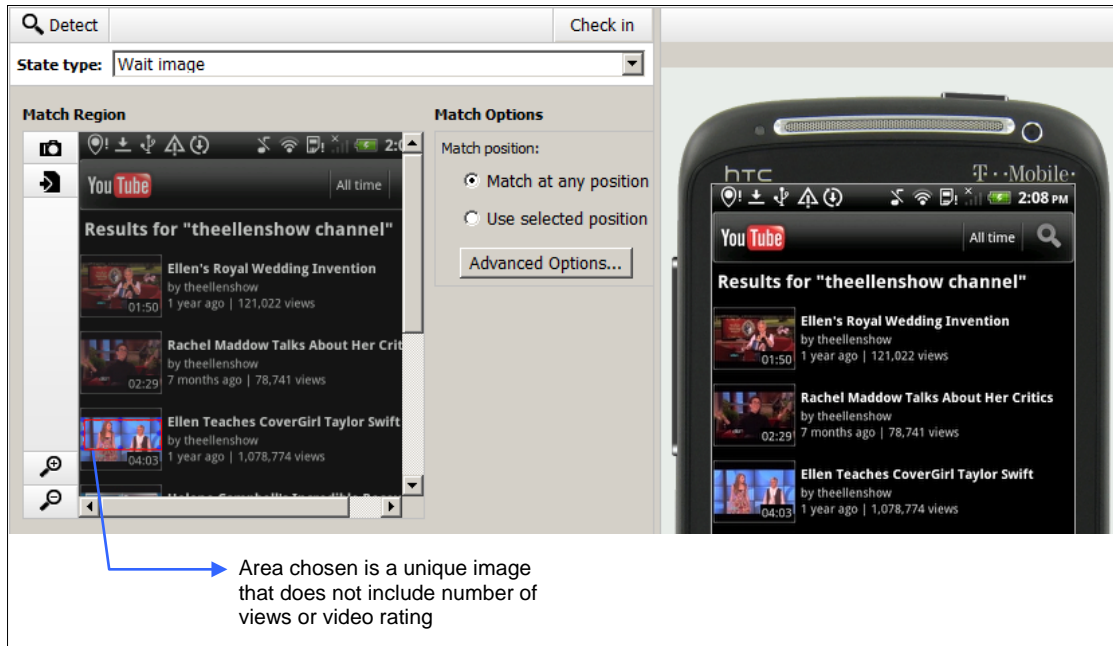 Detect
Check in
State type: Wait image
Match Region
2:0
You Tube
All time
Results for "theellenshow channel"
Ellen's Royal Wedding Invention
by theellenshow
01:50
1 year ago | 121,022 views
Rachel Maddow Talks About Her Crit
by theellenshow
02:29
7 months ago | 78,741 views
Ellen Teaches CoverGirl Taylor Swift
by theellenshow
04:03
1 year ago | 1,078,774 views
Match Options
Match position:
Match at any position
Use selected position
Advanced Options...
hTC
T··Mobile·
2:08 PM
You Tube
All time
Results for "theellenshow channel"
Ellen's Royal Wedding Invention
by theellenshow
01:50
1 year ago | 121,022 views
Rachel Maddow Talks About Her Critics
by theellenshow
02:29
7 months ago | 78,741 views
Ellen Teaches CoverGirl Taylor Swift
by theellenshow
04:03
1 year ago | 1,078,774 views
Area chosen is a unique image
that does not include number of
views or video rating